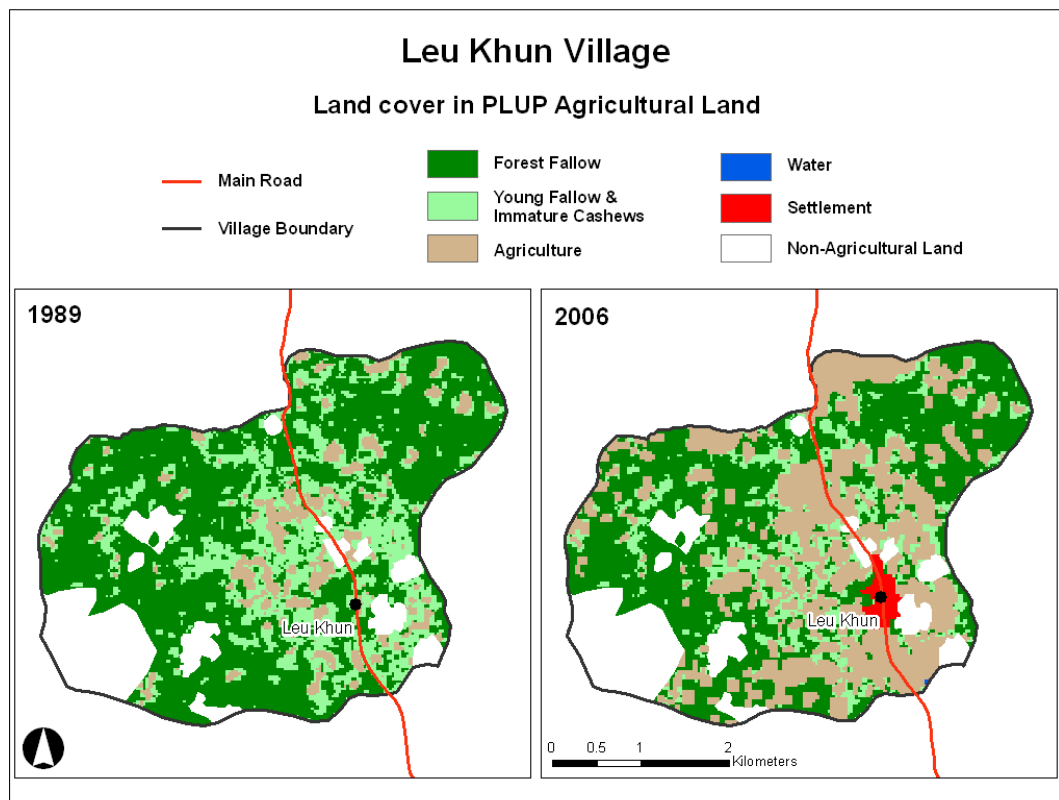 Leu Khun Village
Land cover in PLUP Agricultural Land
Main Road
Village Boundary
Forest Fallow
Young Fallow &
Immature Cashews
Agriculture
Water
Settlement
Non-Agricultural Land
1989
Leu Khun
2006
Leu Khun
0 0.5 1 2
Kilometers